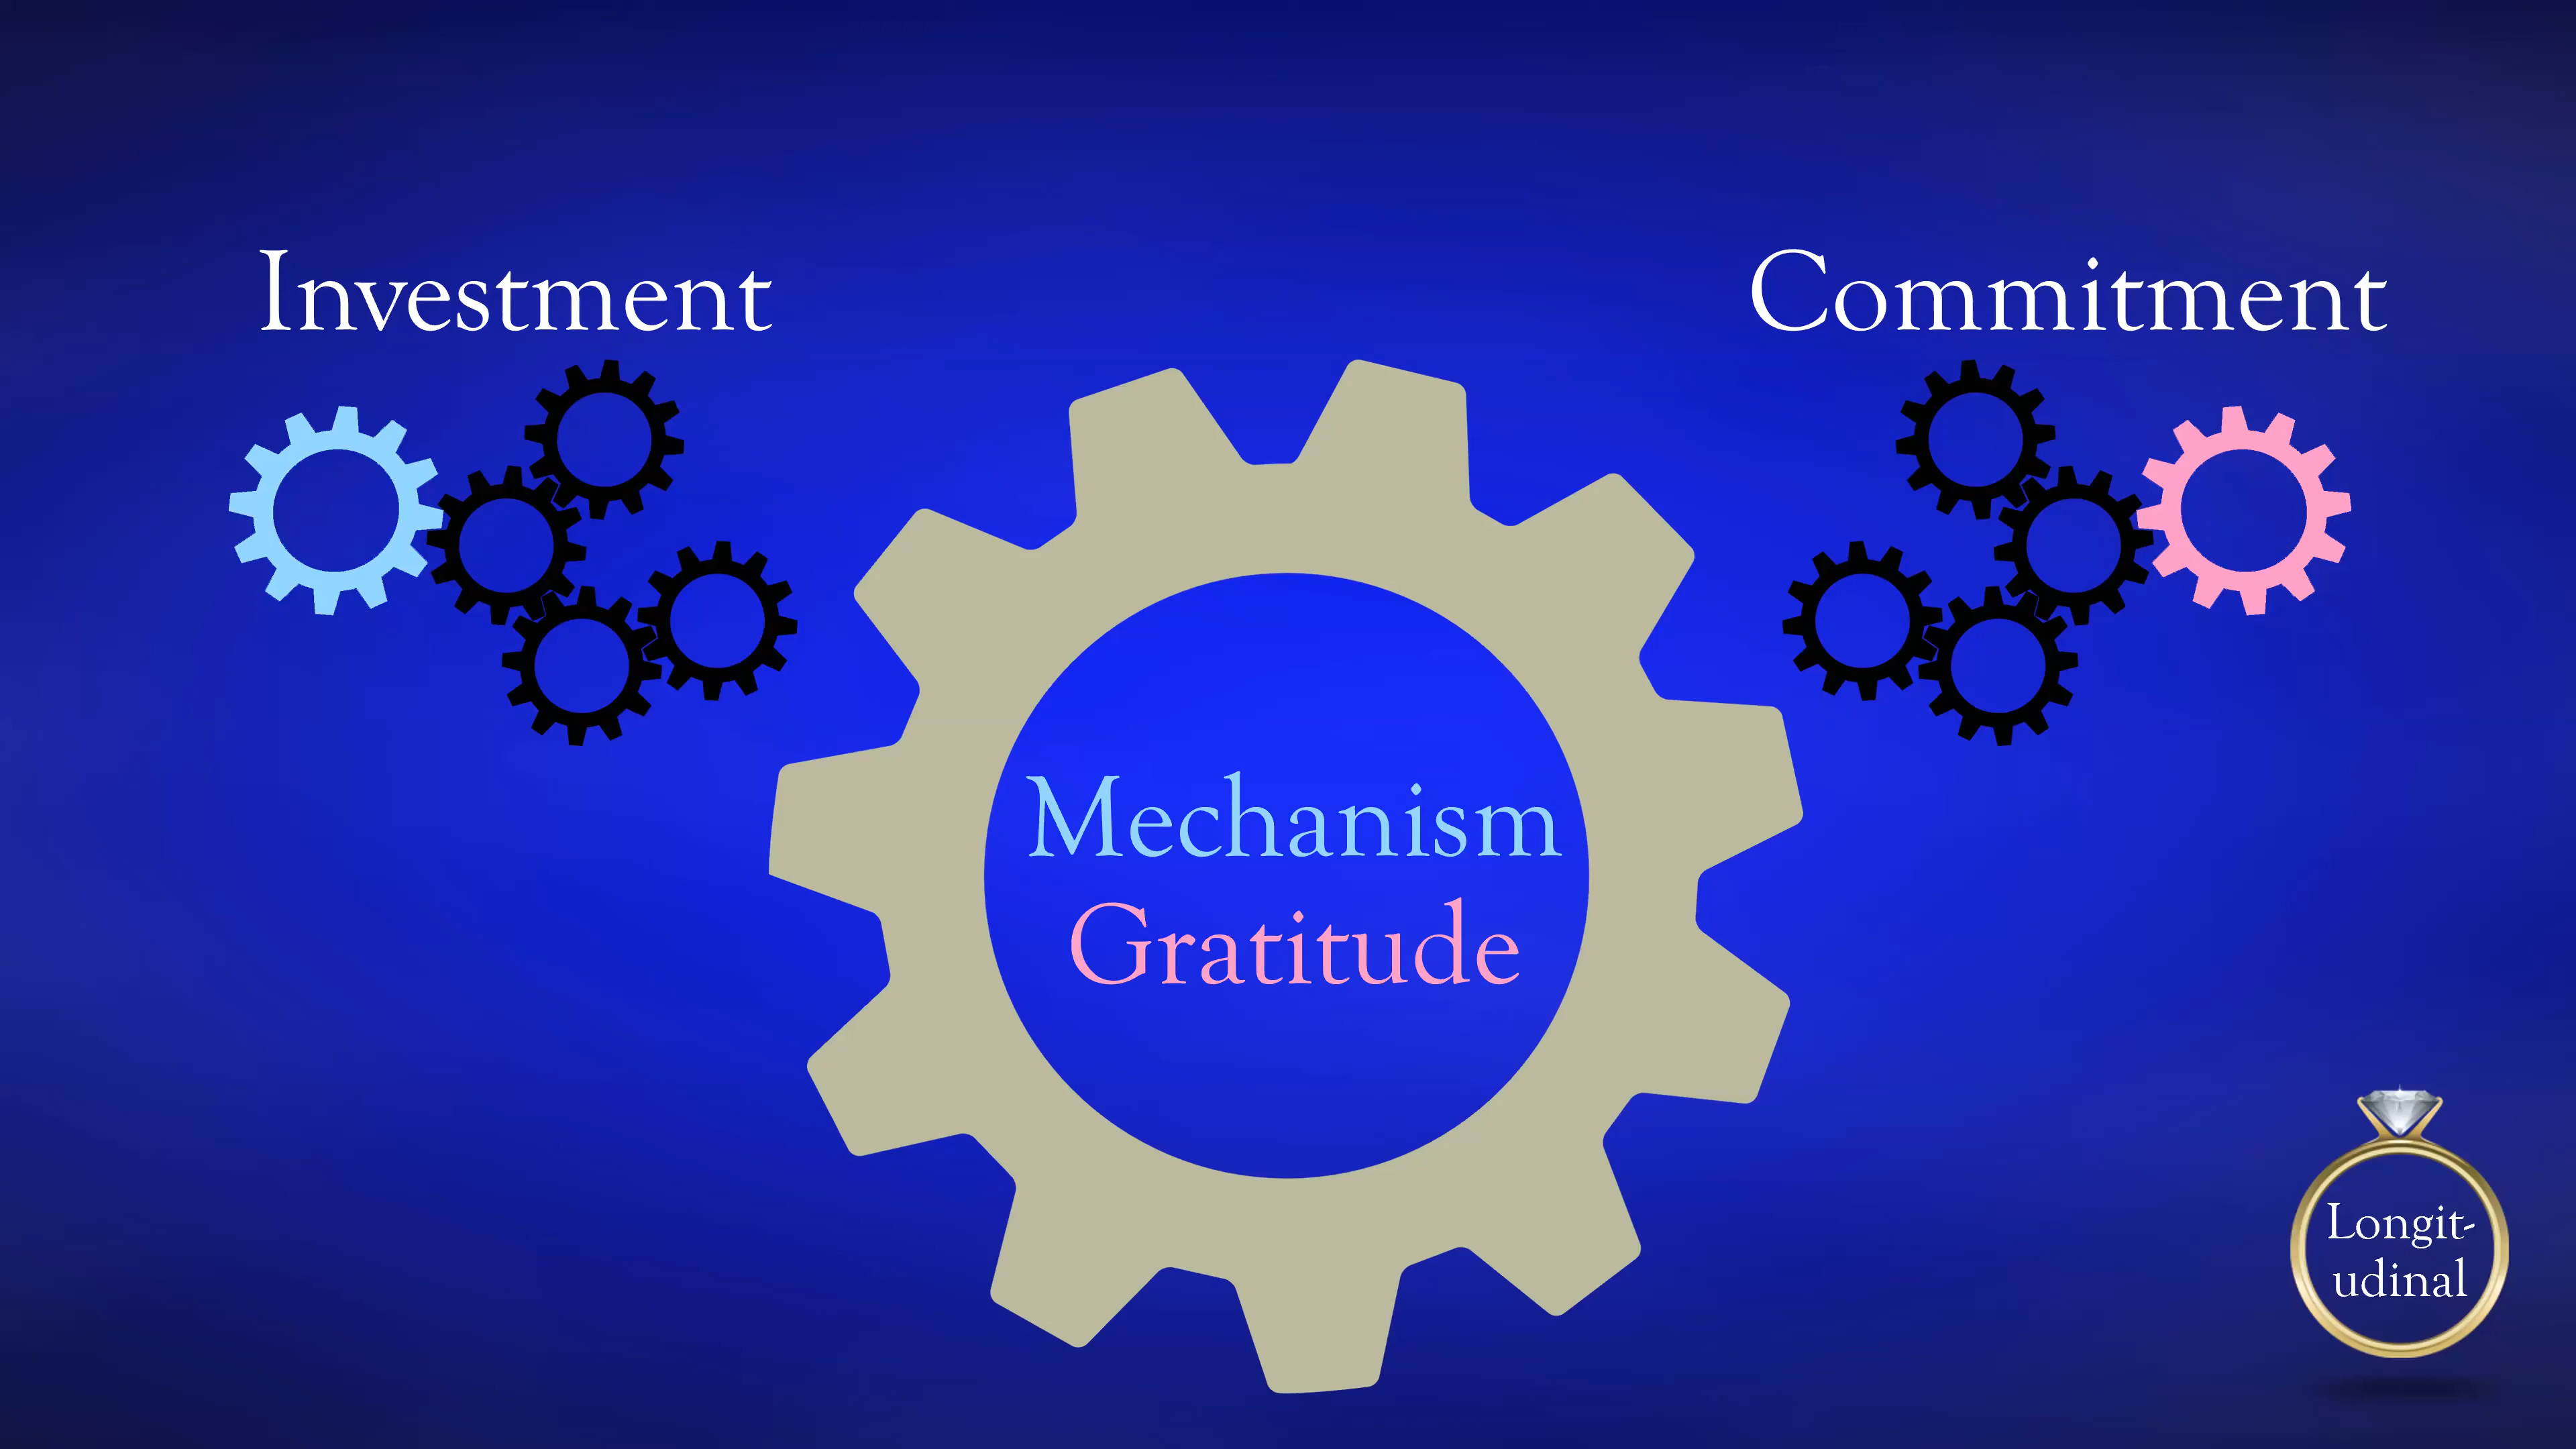 Investment
Commitment
Mechanism
Gratitude
Longit-
udinal